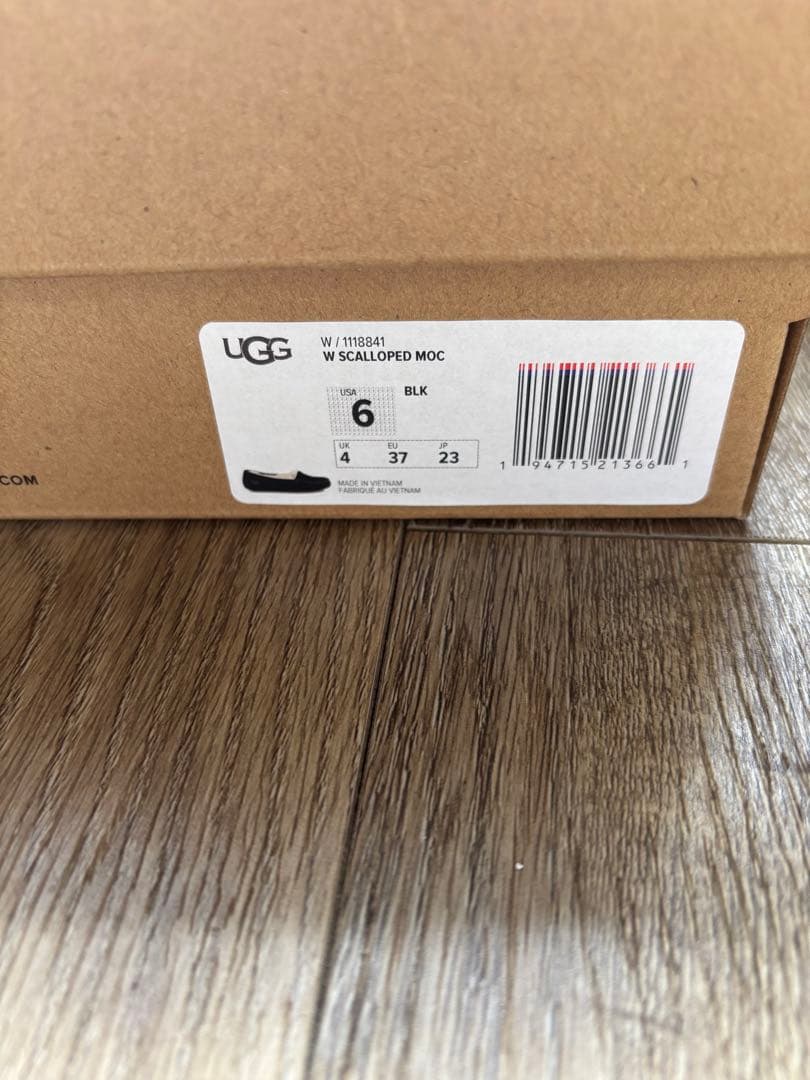 UGG
W / 1118841
W SCALLOPED MOC
USA
6
BLK
UK EU JP
4 37 23
MADE IN VIETNAM
FABRIQUÉ AU VIETNAM
1 94715 21366 1
.COM